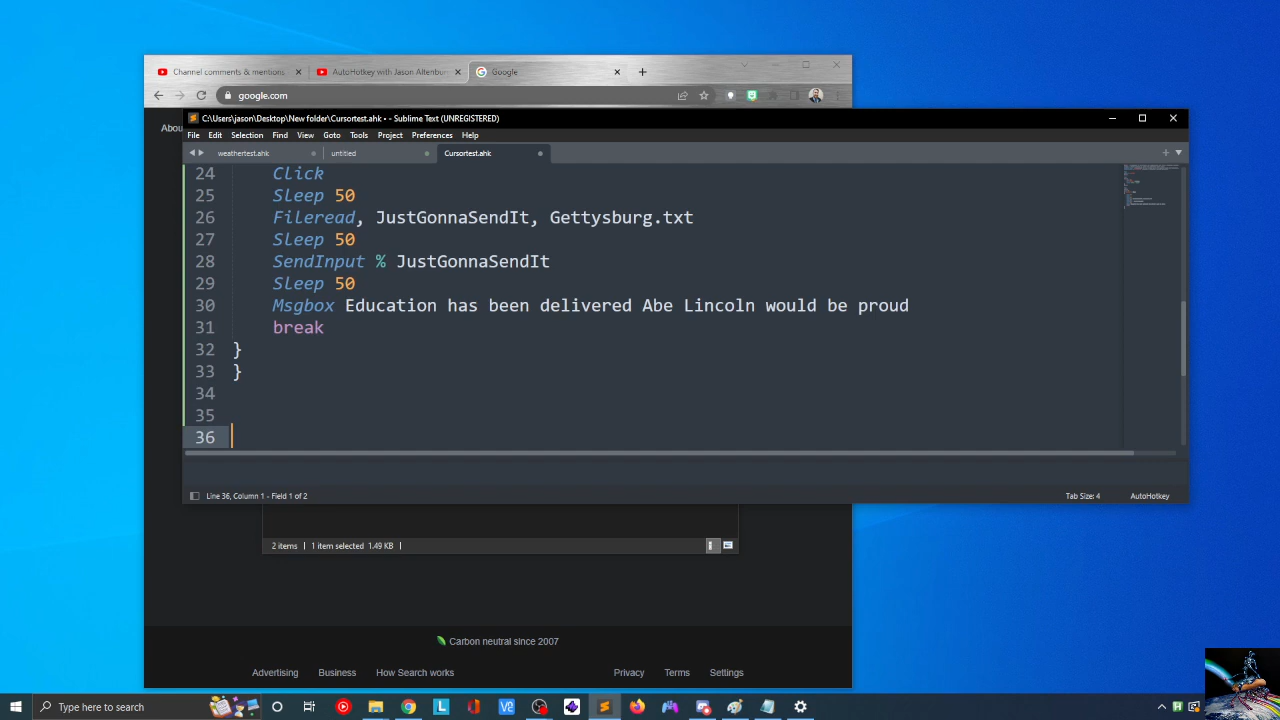 Channel comments & mentions
AutoHotkey with Jason Altenbur
Google
google.com
Abou
C:\Users\jason\Desktop\New folder\Cursortest.ahk • - Sublime Text (UNREGISTERED)
File Edit Selection Find View Goto Tools Project Preferences Help
weathertest.ahk
untitled
Cursortest.ahk
24 Click
25 Sleep 50
26 Fileread, JustGonnaSendIt, Gettysburg.txt
27 Sleep 50
28 SendInput % JustGonnaSendIt
29 Sleep 50
30 Msgbox Education has been delivered Abe Lincoln would be proud
31 break
32 }
33 }
34
35
36
Line 36, Column 1 - Field 1 of 2
Tab Size: 4
AutoHotkey
2 items | 1 item selected 1.49 KB |
Carbon neutral since 2007
Advertising Business How Search works Privacy Terms Settings
Type here to search